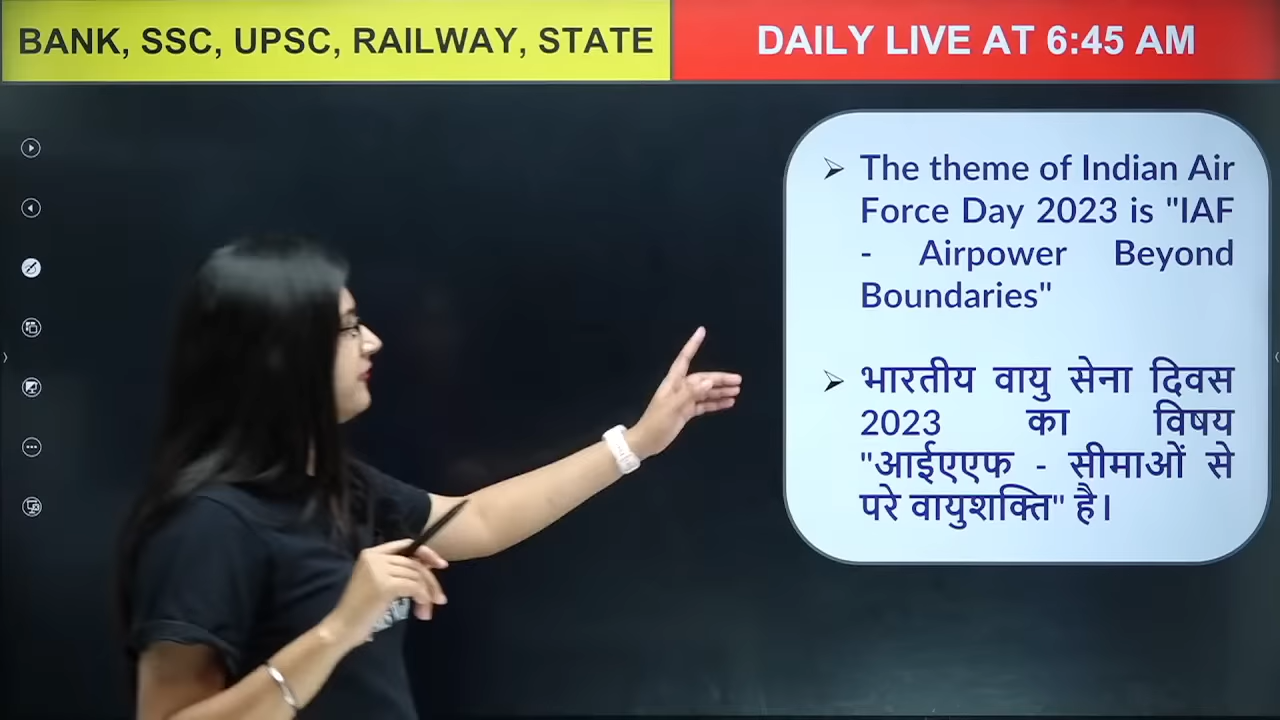 BANK, SSC, UPSC, RAILWAY, STATE
DAILY LIVE AT 6:45 AM
The theme of Indian Air
Force Day 2023 is "IAF
- Airpower Beyond
Boundaries"
भारतीय वायु सेना दिवस
2023 का विषय
"आईएएफ - सीमाओं से
परे वायुशक्ति" है।